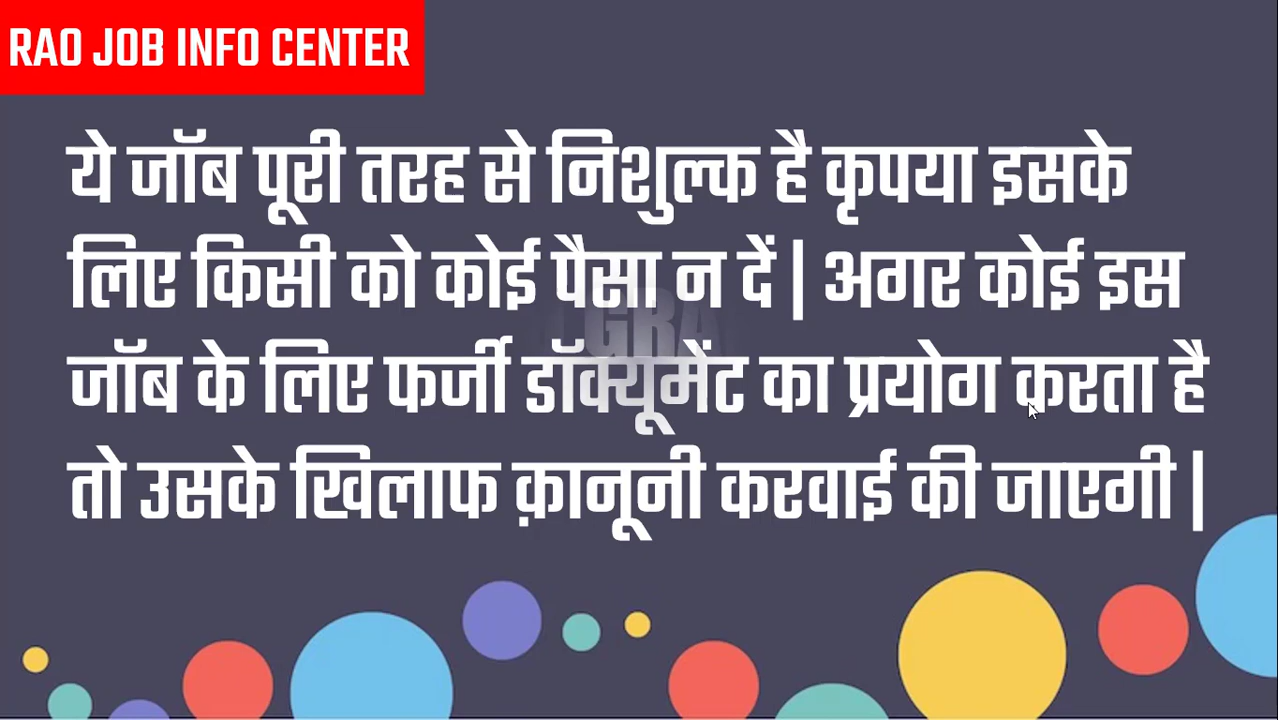 RAO JOB INFO CENTER
ये जॉब पूरी तरह से निशुल्क है कृपया इसके
लिए किसी को कोई पैसा न दें |  अगर कोई इस
जॉब के लिए फर्जी डॉक्यूमेंट का प्रयोग करता है
तो उसके खिलाफ क़ानूनी करवाई की जाएगी |